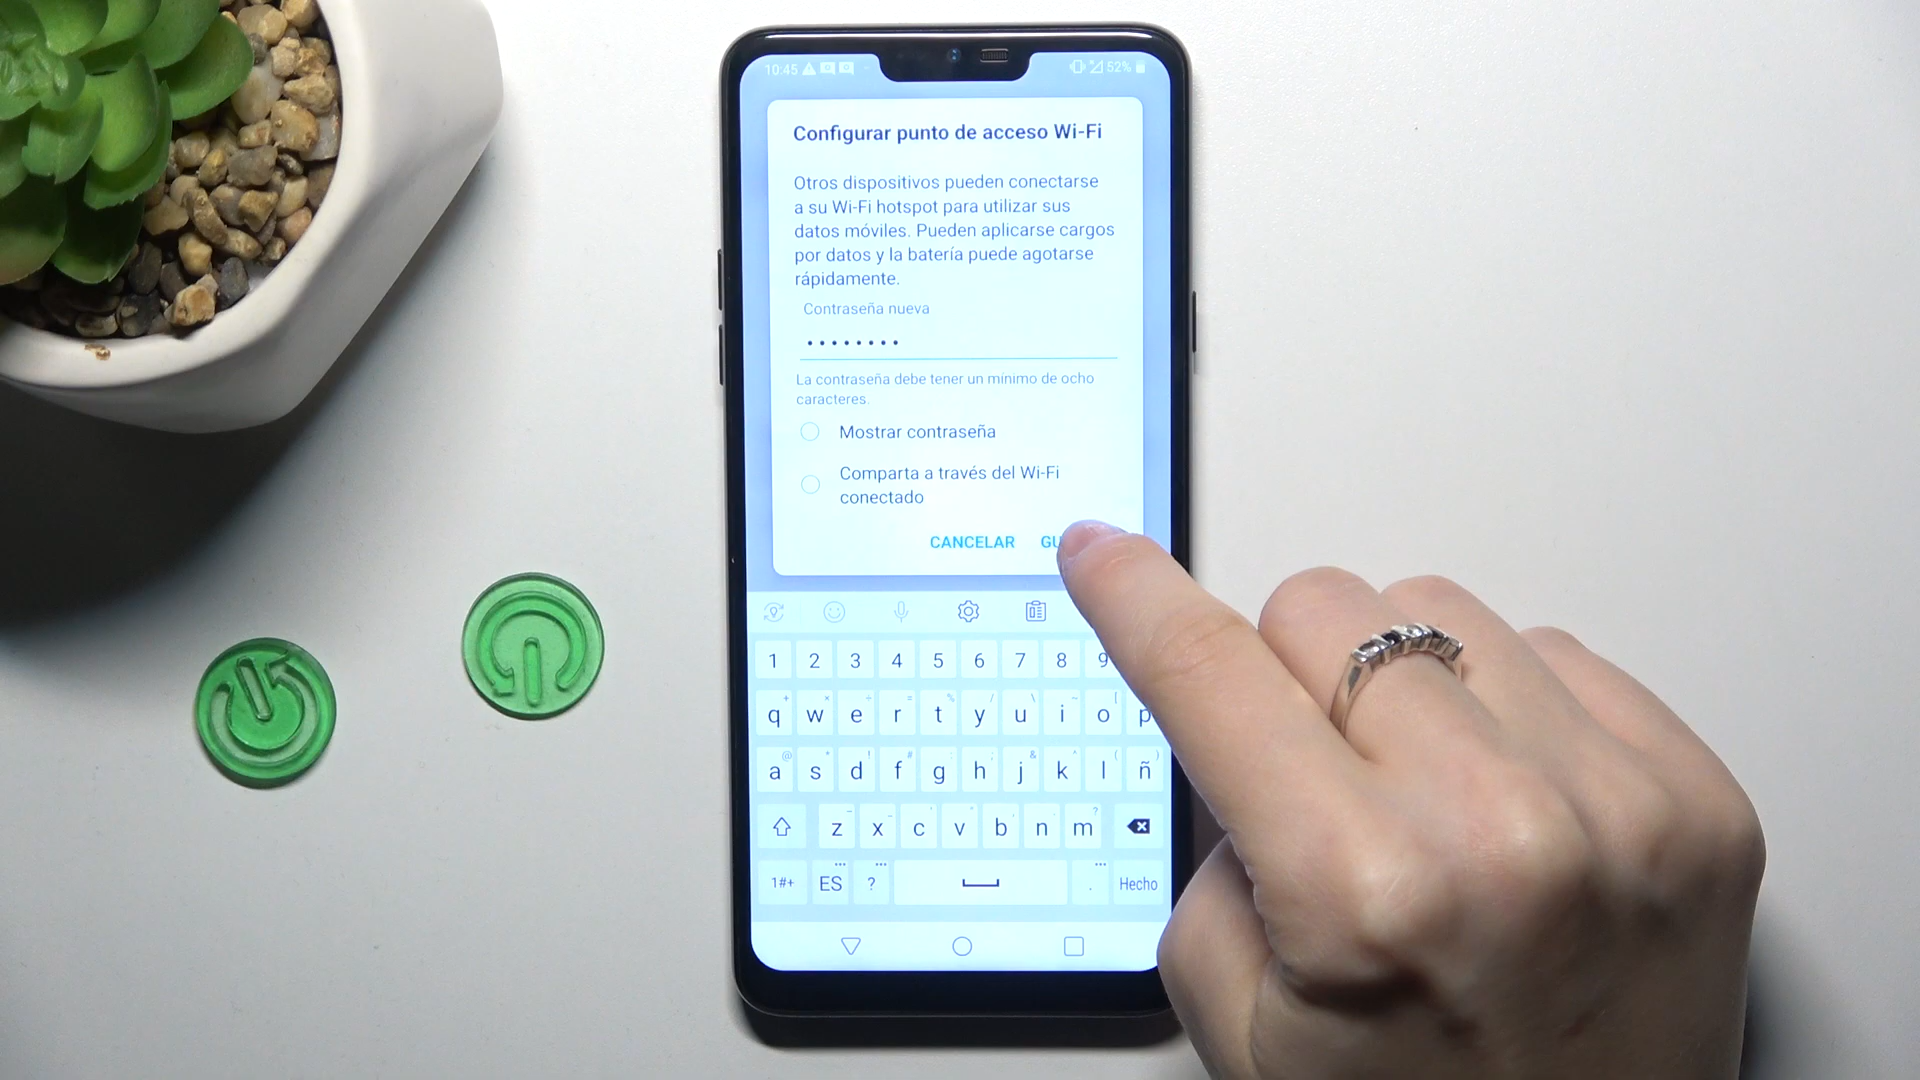 10:45 52%
Configurar punto de acceso Wi-Fi
Otros dispositivos pueden conectarse
a su Wi-Fi hotspot para utilizar sus
datos móviles. Pueden aplicarse cargos
por datos y la batería puede agotarse
rápidamente.
Contraseña nueva
••••••••
La contraseña debe tener un mínimo de ocho
caracteres.
Mostrar contraseña
Comparta a través del Wi-Fi
conectado
CANCELAR GU
1 2 3 4 5 6 7 8 9
q w e r t y u i o p
a s d f g h j k l ñ
z x c v b n m
1#+ ES ? . Hecho